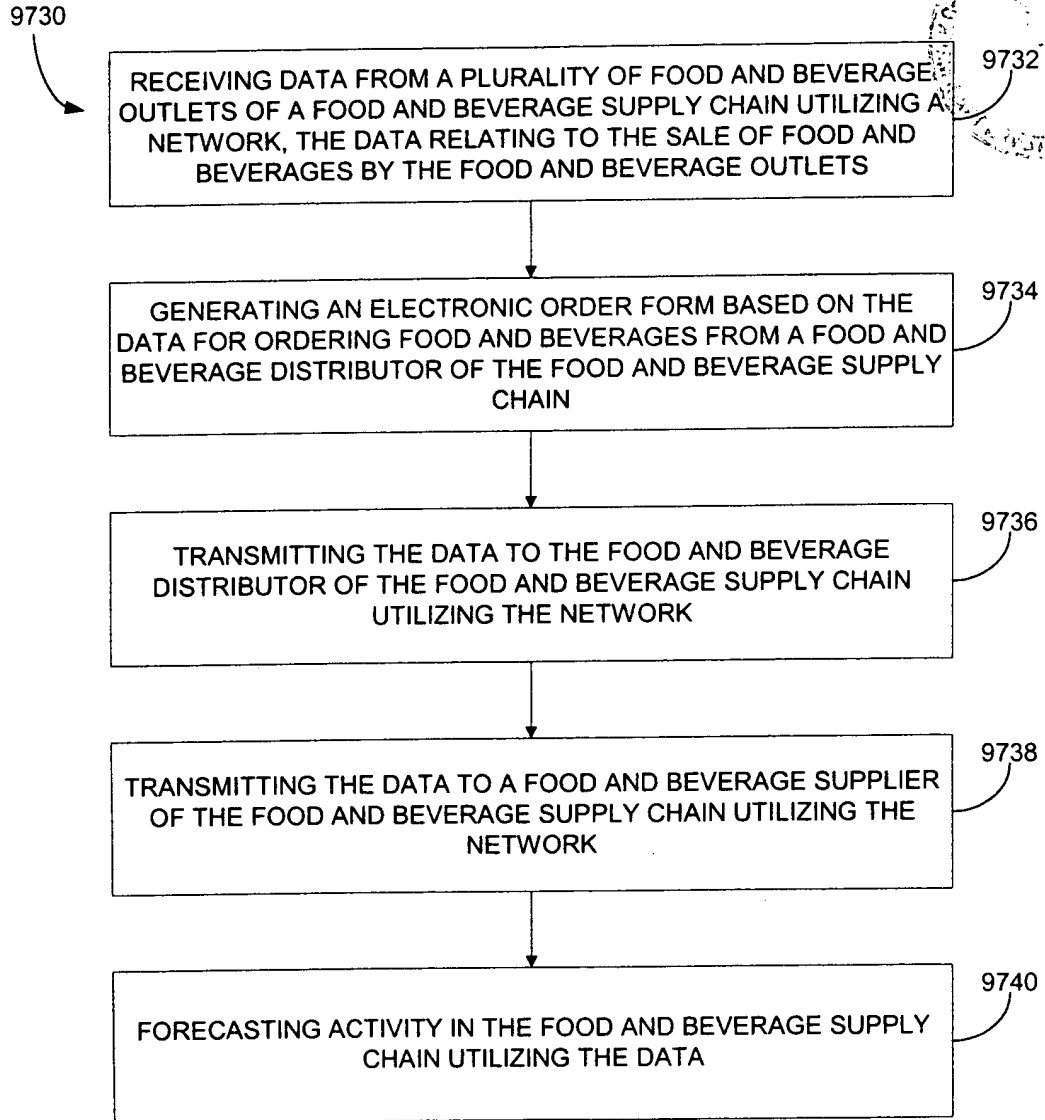 9730
RECEIVING DATA FROM A PLURALITY OF FOOD AND BEVERAGE
OUTLETS OF A FOOD AND BEVERAGE SUPPLY CHAIN UTILIZING A
NETWORK, THE DATA RELATING TO THE SALE OF FOOD AND
BEVERAGES BY THE FOOD AND BEVERAGE OUTLETS
9732
GENERATING AN ELECTRONIC ORDER FORM BASED ON THE
DATA FOR ORDERING FOOD AND BEVERAGES FROM A FOOD AND
BEVERAGE DISTRIBUTOR OF THE FOOD AND BEVERAGE SUPPLY
CHAIN
9734
TRANSMITTING THE DATA TO THE FOOD AND BEVERAGE
DISTRIBUTOR OF THE FOOD AND BEVERAGE SUPPLY CHAIN
UTILIZING THE NETWORK
9736
TRANSMITTING THE DATA TO A FOOD AND BEVERAGE SUPPLIER
OF THE FOOD AND BEVERAGE SUPPLY CHAIN UTILIZING THE
NETWORK
9738
FORECASTING ACTIVITY IN THE FOOD AND BEVERAGE SUPPLY
CHAIN UTILIZING THE DATA
9740